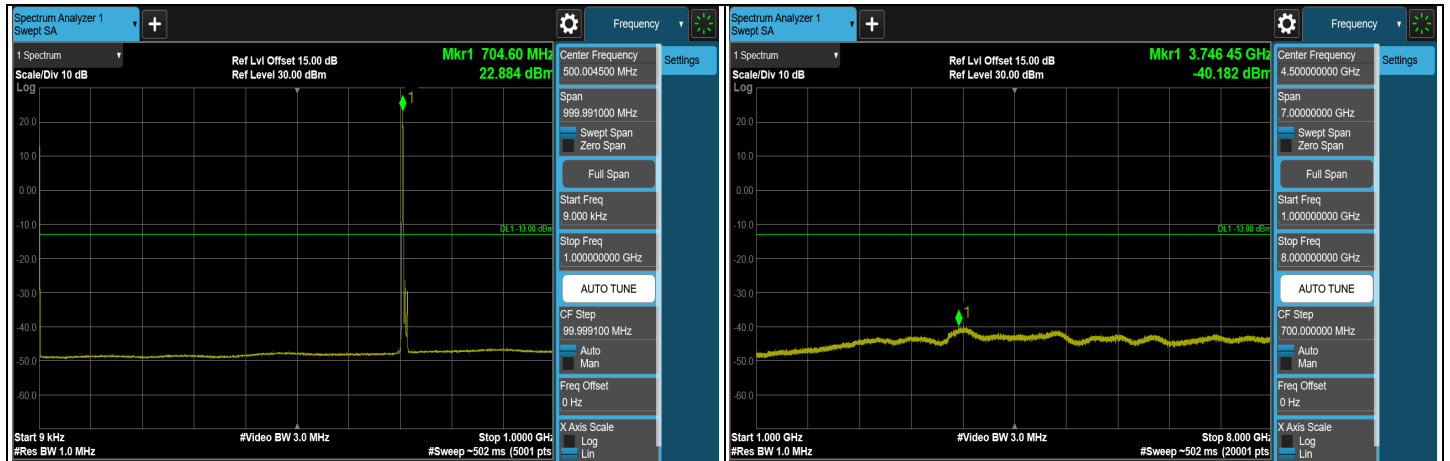 Spectrum Analyzer 1
Swept SA
+
Frequency
1 Spectrum
Scale/Div 10 dB
Log
Ref Lvl Offset 15.00 dB
Ref Level 30.00 dBm
Mkr1 704.60 MHz
22.884 dBm
1
20.0
10.0
0.00
-10.0
-20.0
-30.0
-40.0
-50.0
-60.0
DL1 -13.00 dBm
Start 9 kHz
#Res BW 1.0 MHz
#Video BW 3.0 MHz
Stop 1.0000 GHz
#Sweep ~502 ms (5001 pts
Center Frequency
500.004500 MHz
Settings
Span
999.991000 MHz
Swept Span
Zero Span
Full Span
Start Freq
9.000 kHz
Stop Freq
1.000000000 GHz
AUTO TUNE
CF Step
99.999100 MHz
Auto
Man
Freq Offset
0 Hz
X Axis Scale
Log
Lin
Spectrum Analyzer 1
Swept SA
+
Frequency
1 Spectrum
Scale/Div 10 dB
Log
Ref Lvl Offset 15.00 dB
Ref Level 30.00 dBm
Mkr1 3.746 45 GHz
-40.182 dBm
1
20.0
10.0
0.00
-10.0
-20.0
-30.0
-40.0
-50.0
-60.0
DL1 -13.00 dBm
Start 1.000 GHz
#Res BW 1.0 MHz
#Video BW 3.0 MHz
Stop 8.000 GHz
#Sweep ~502 ms (20001 pts
Center Frequency
4.500000000 GHz
Settings
Span
7.00000000 GHz
Swept Span
Zero Span
Full Span
Start Freq
1.000000000 GHz
Stop Freq
8.000000000 GHz
AUTO TUNE
CF Step
700.000000 MHz
Auto
Man
Freq Offset
0 Hz
X Axis Scale
Log
Lin